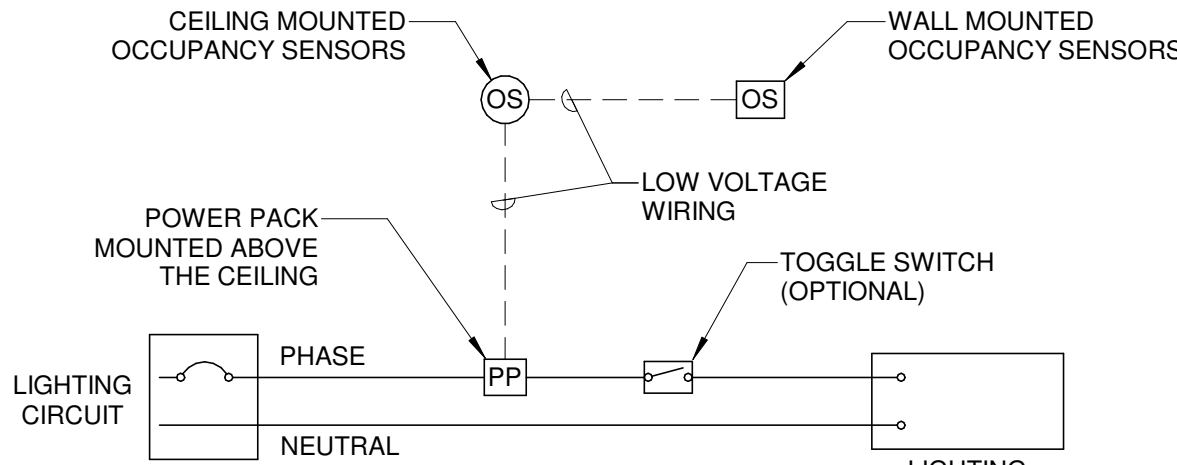 CEILING MOUNTED
OCCUPANCY SENSORS
WALL MOUNTED
OCCUPANCY SENSORS
OS
OS
LOW VOLTAGE
WIRING
POWER PACK
MOUNTED ABOVE
THE CEILING
TOGGLE SWITCH
(OPTIONAL)
PHASE
PP
LIGHTING
CIRCUIT
NEUTRAL
LIGHTING